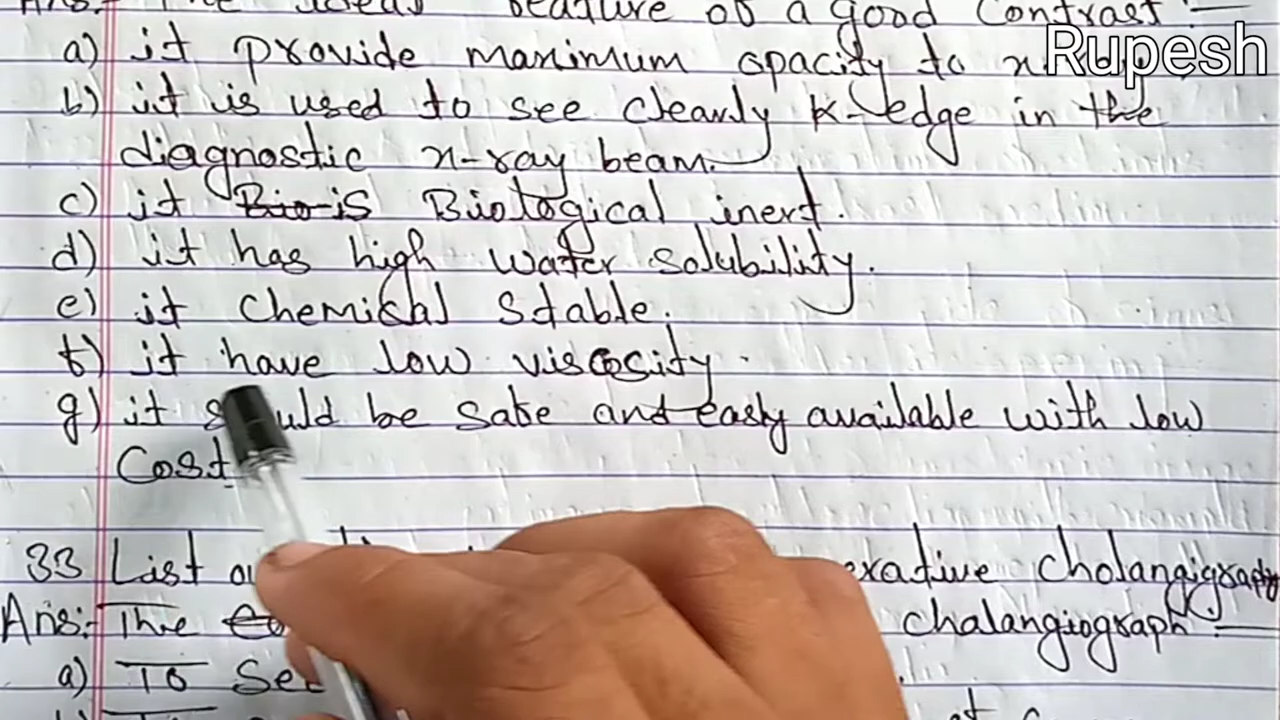 Ans:- The ideal feature of a good Contrast :-
Rupesh
a) it provide maximum opacity to
b) it is used to see clearly K-edge in the
diagnostic x-ray beam.
c) it Bio is Biological inert.
d) it has high water solubility.
e) it Chemical Stable.
f) it have low viscosity.
g) it should be safe and easly available with low
Cost
33 List
exative Cholangigraphy
Ans:- The chalangiograph :-
a) To See